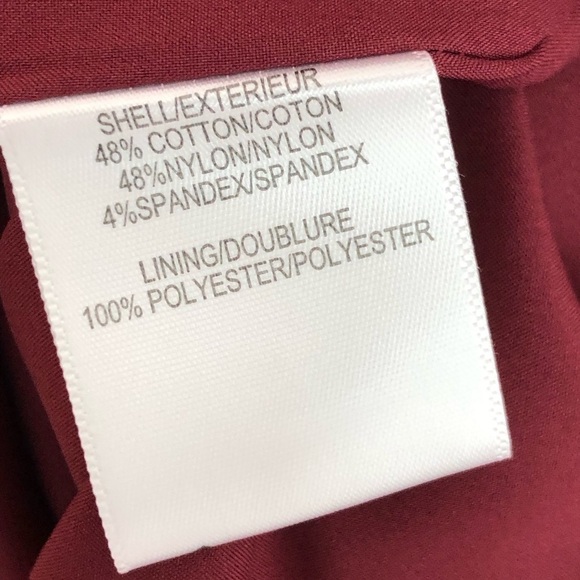 SHELL/EXTERIEUR
48% COTTON/COTON
48%NYLON/NYLON
4%SPANDEX/SPANDEX
LINING/DOUBLURE
100% POLYESTER/POLYESTER